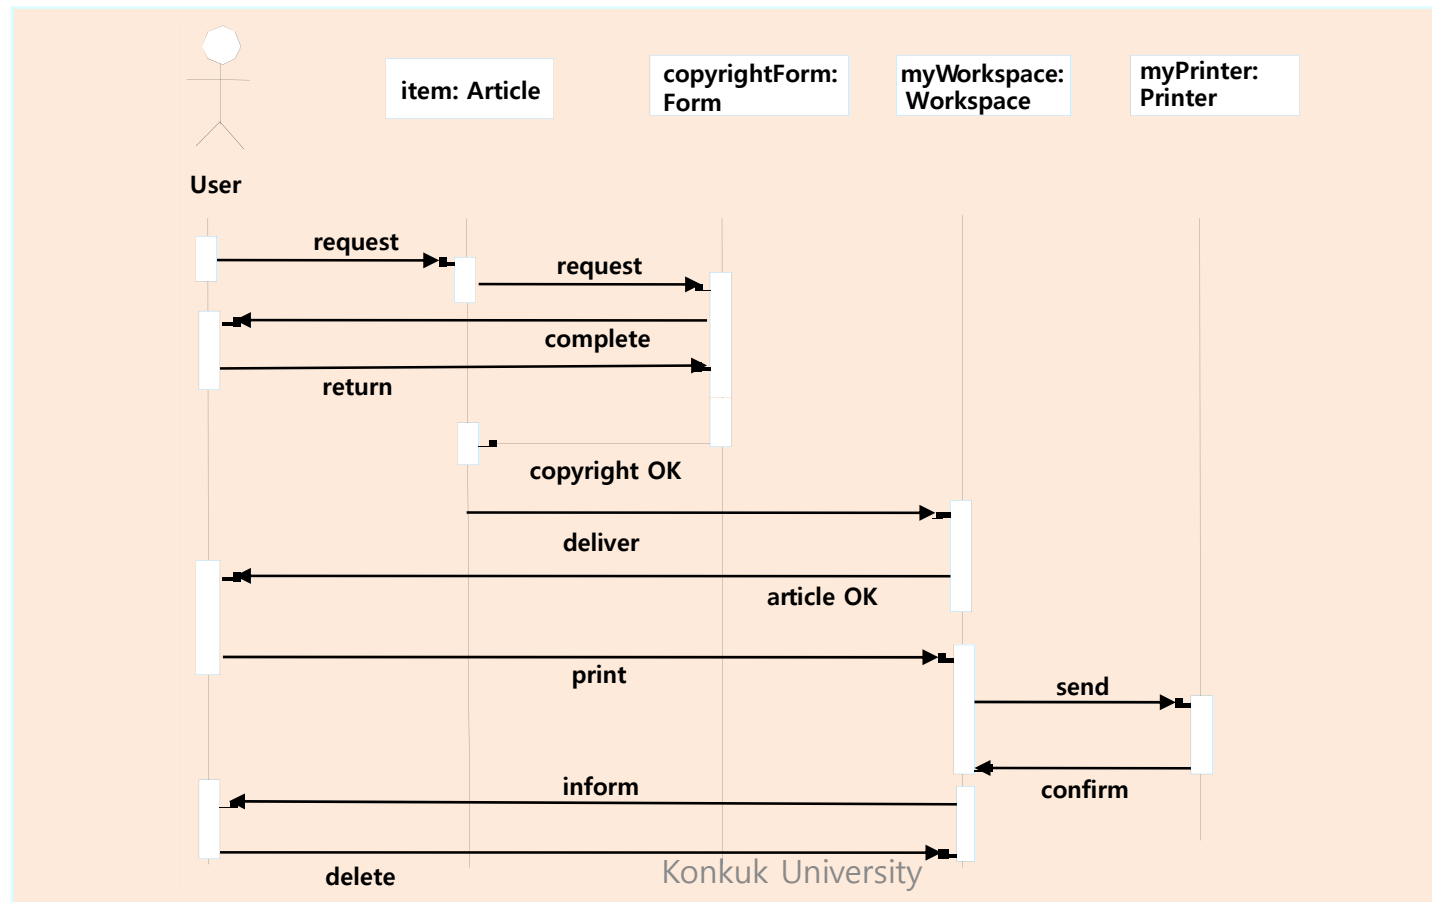 item: Article
copyrightForm:
Form
myWorkspace:
Workspace
myPrinter:
Printer
User
request
request
complete
return
copyright OK
deliver
article OK
print
send
inform
confirm
Konkuk University
delete